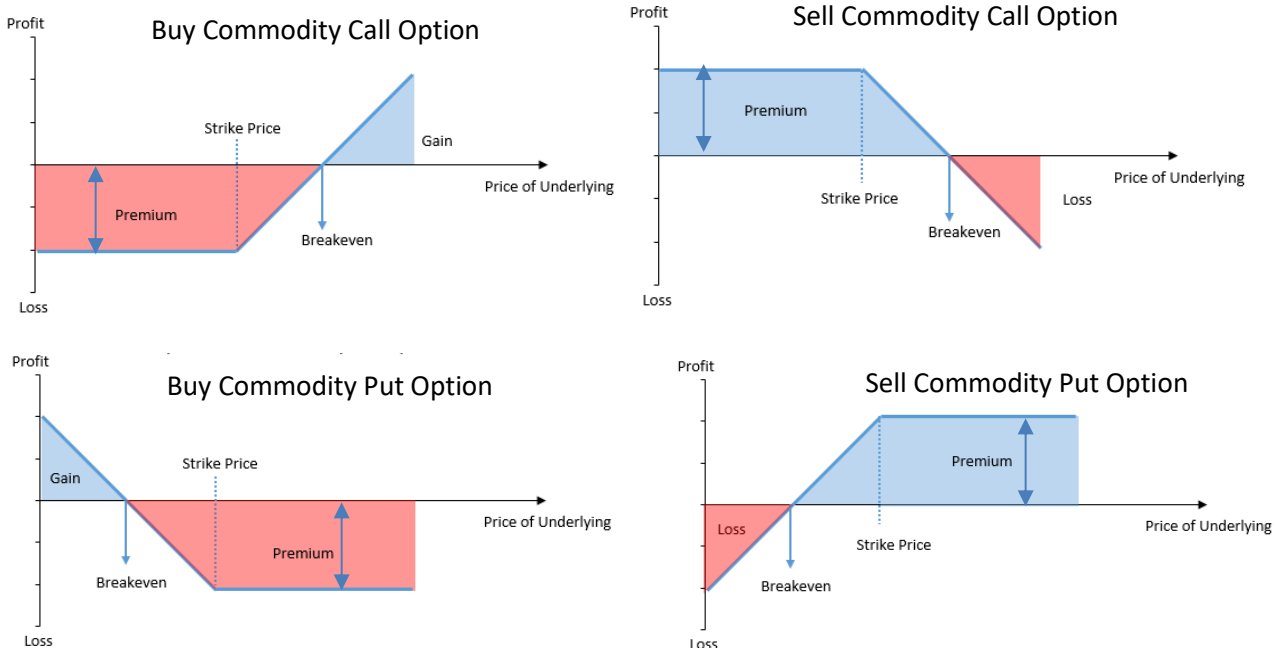 Profit
Buy Commodity Call Option
Strike Price
Gain
Price of Underlying
Premium
Breakeven
Loss
Sell Commodity Call Option
Premium
Strike Price
Price of Underlying
Loss
Breakeven
Loss
Profit
Buy Commodity Put Option
Strike Price
Gain
Price of Underlying
Premium
Breakeven
Loss
Profit
Sell Commodity Put Option
Premium
Loss
Price of Underlying
Strike Price
Breakeven
Loss